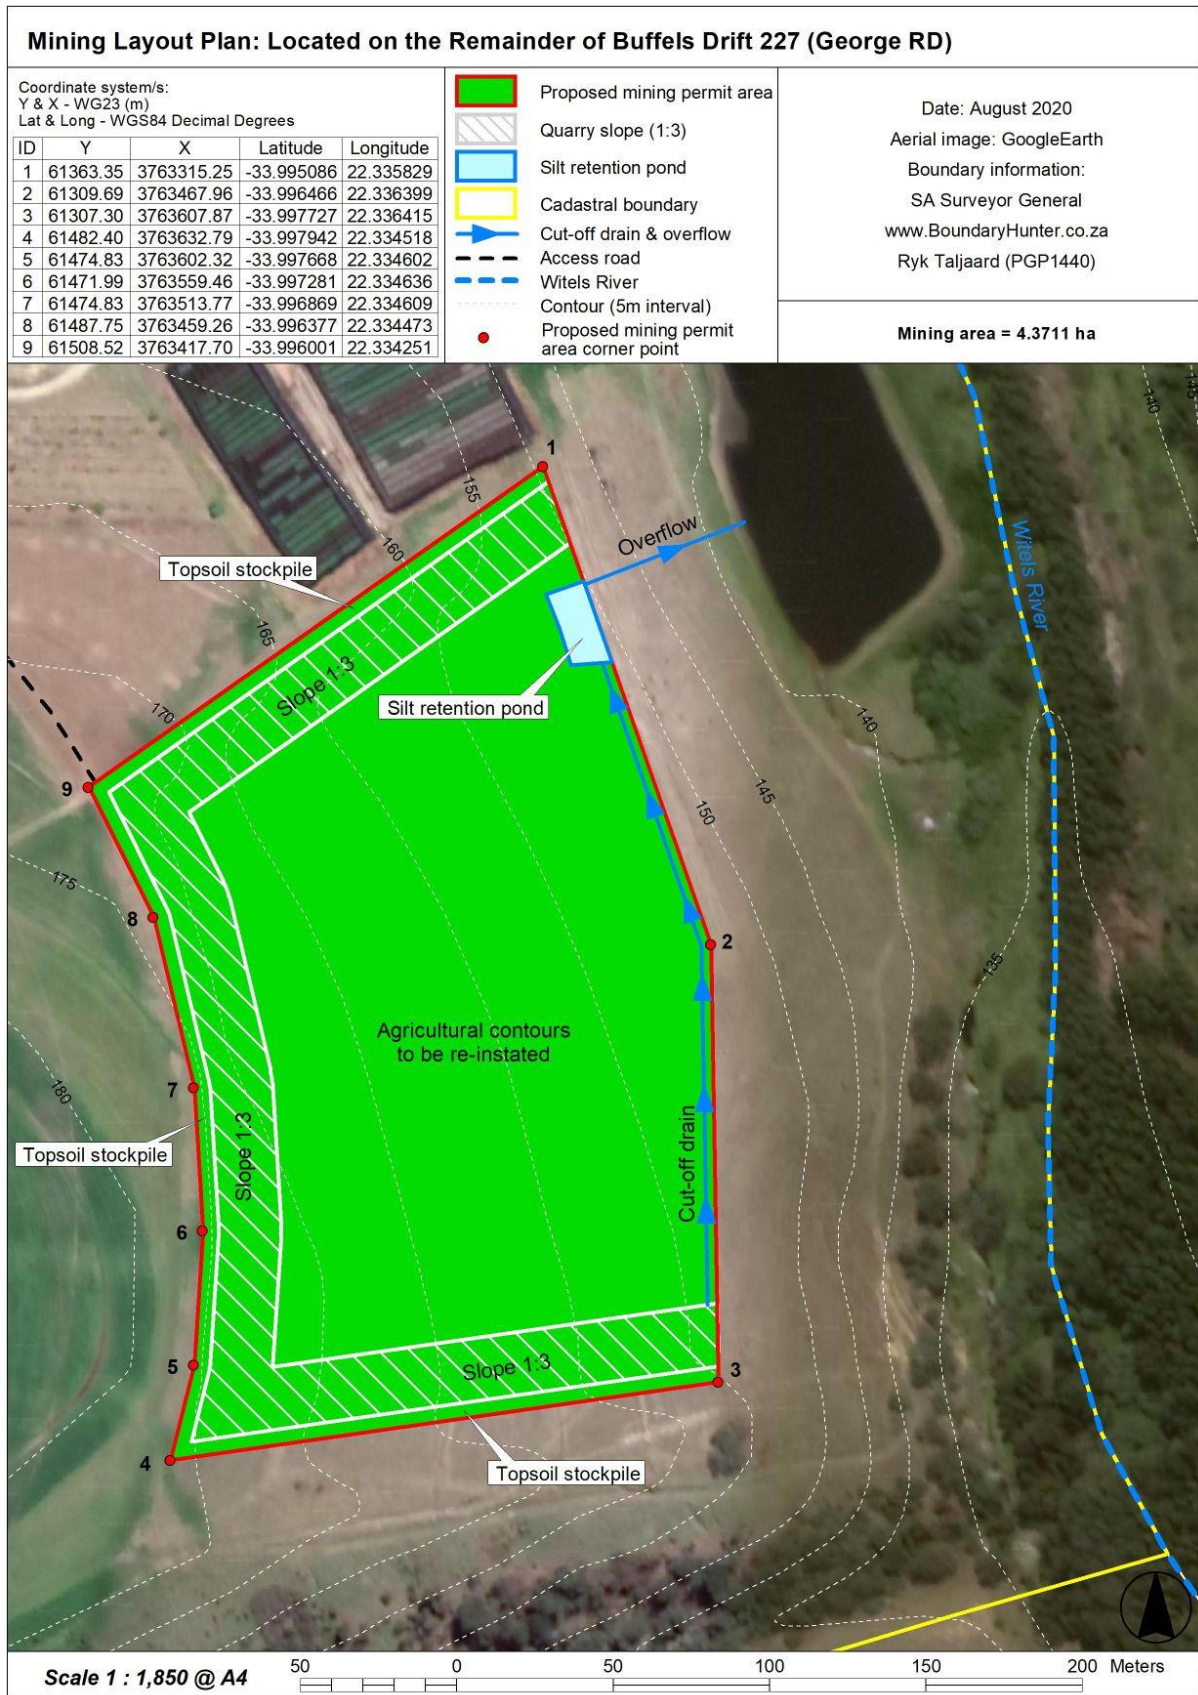 Mining Layout Plan: Located on the Remainder of Buffels Drift 227 (George RD)
Coordinate system/s:
Y & X - WG23 (m)
Lat & Long - WGS84 Decimal Degrees
ID Y X Latitude Longitude
1 61363.35 3763315.25 -33.995086 22.335829
2 61309.69 3763467.96 -33.996466 22.336399
3 61307.30 3763607.87 -33.997727 22.336415
4 61482.40 3763632.79 -33.997942 22.334518
5 61474.83 3763602.32 -33.997668 22.334602
6 61471.99 3763559.46 -33.997281 22.334636
7 61474.83 3763513.77 -33.996869 22.334609
8 61487.75 3763459.26 -33.996377 22.334473
9 61508.52 3763417.70 -33.996001 22.334251
Proposed mining permit area
Quarry slope (1:3)
Silt retention pond
Cadastral boundary
Cut-off drain & overflow
Access road
Witels River
Contour (5m interval)
Proposed mining permit
area corner point
Date: August 2020
Aerial image: GoogleEarth
Boundary information:
SA Surveyor General
www.BoundaryHunter.co.za
Ryk Taljaard (PGP1440)
Mining area = 4.3711 ha
145
140
1
155
Overflow
160
Witels River
Topsoil stockpile
165
Slope 1:3
Silt retention pond
170
140
9
145
150
175
8
2
135
Agricultural contours
to be re-instated
180
7
Topsoil stockpile
Slope 1:3
Cut-off drain
6
5
Slope 1:3
3
4
Topsoil stockpile
Scale 1 : 1,850 @ A4
50 0 50 100 150 200 Meters